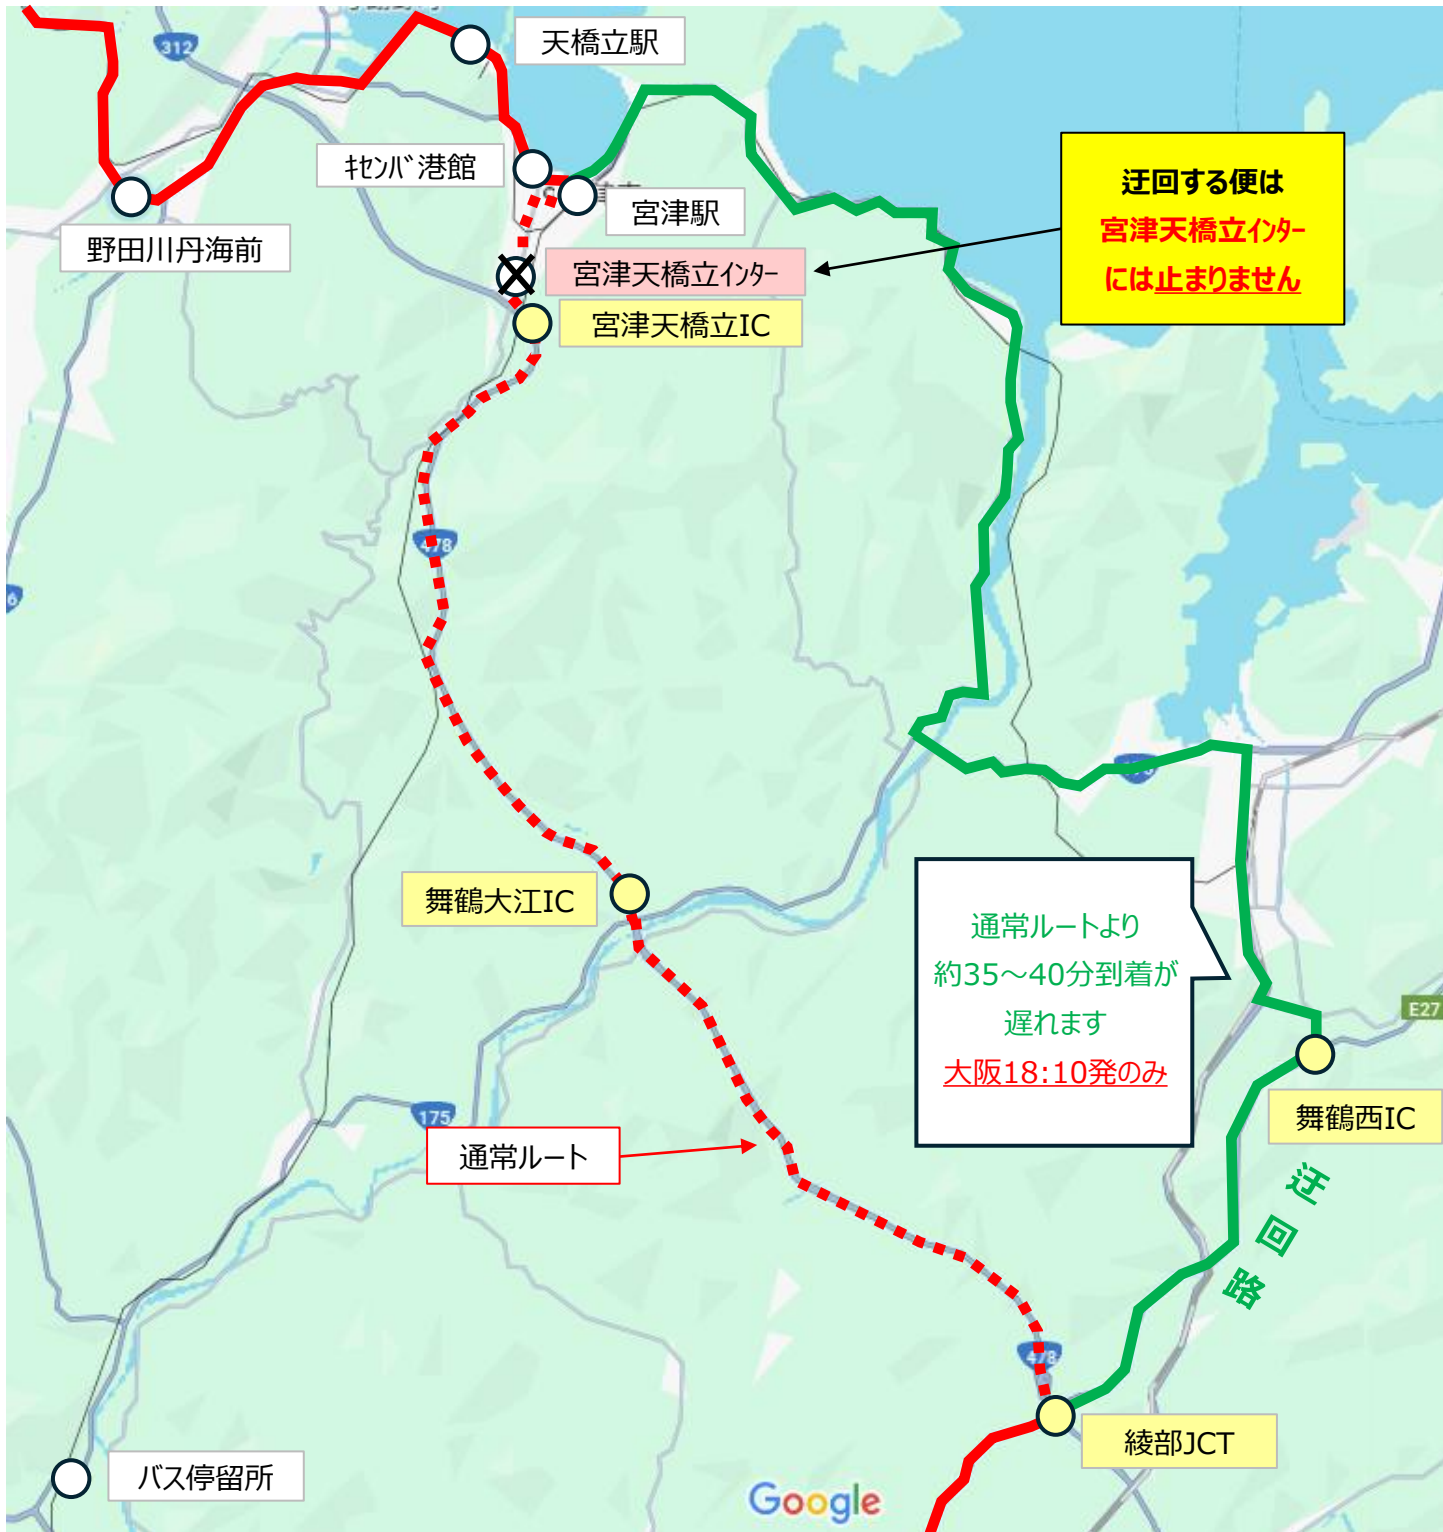 312
天橋立駅
ｷｾﾝﾊﾞ港館
宮津駅
野田川丹海前
宮津天橋立ｲﾝﾀｰ
宮津天橋立IC
迂回する便は
宮津天橋立ｲﾝﾀｰ
には止まりません
478
6
舞鶴大江IC
通常ルートより
約35～40分到着が
遅れます
大阪18:10発のみ
E27
舞鶴西IC
175
通常ルート
迂回路
478
綾部JCT
バス停留所
Google